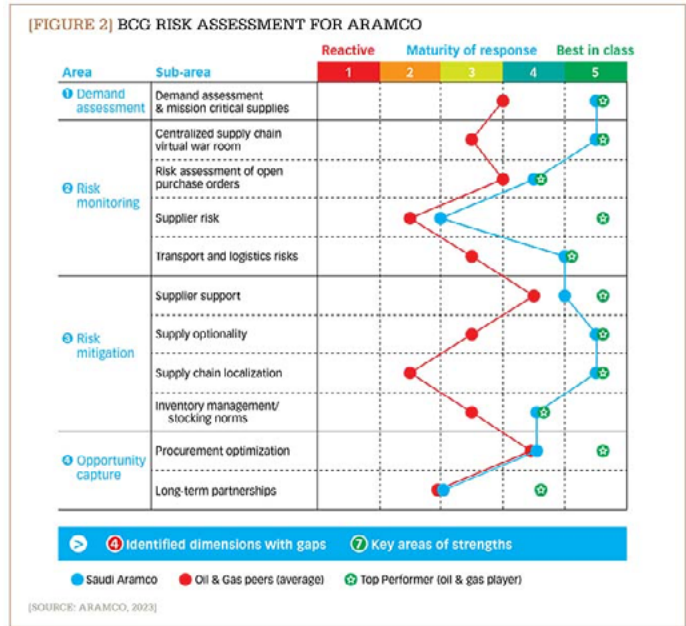 [FIGURE 2] BCG RISK ASSESSMENT FOR ARAMCO
Reactive Maturity of response Best in class
Area Sub-area 1 2 3 4 5
1 Demand assessment
Demand assessment
& mission critical supplies
2 Risk monitoring
Centralized supply chain
virtual war room
Risk assessment of open
purchase orders
Supplier risk
Transport and logistics risks
3 Risk mitigation
Supplier support
Supply optionality
Supply chain localization
Inventory management/
stocking norms
4 Opportunity capture
Procurement optimization
Long-term partnerships
> 4 Identified dimensions with gaps 7 Key areas of strengths
Saudi Aramco Oil & Gas peers (average) Top Performer (oil & gas player)
[SOURCE: ARAMCO, 2023]